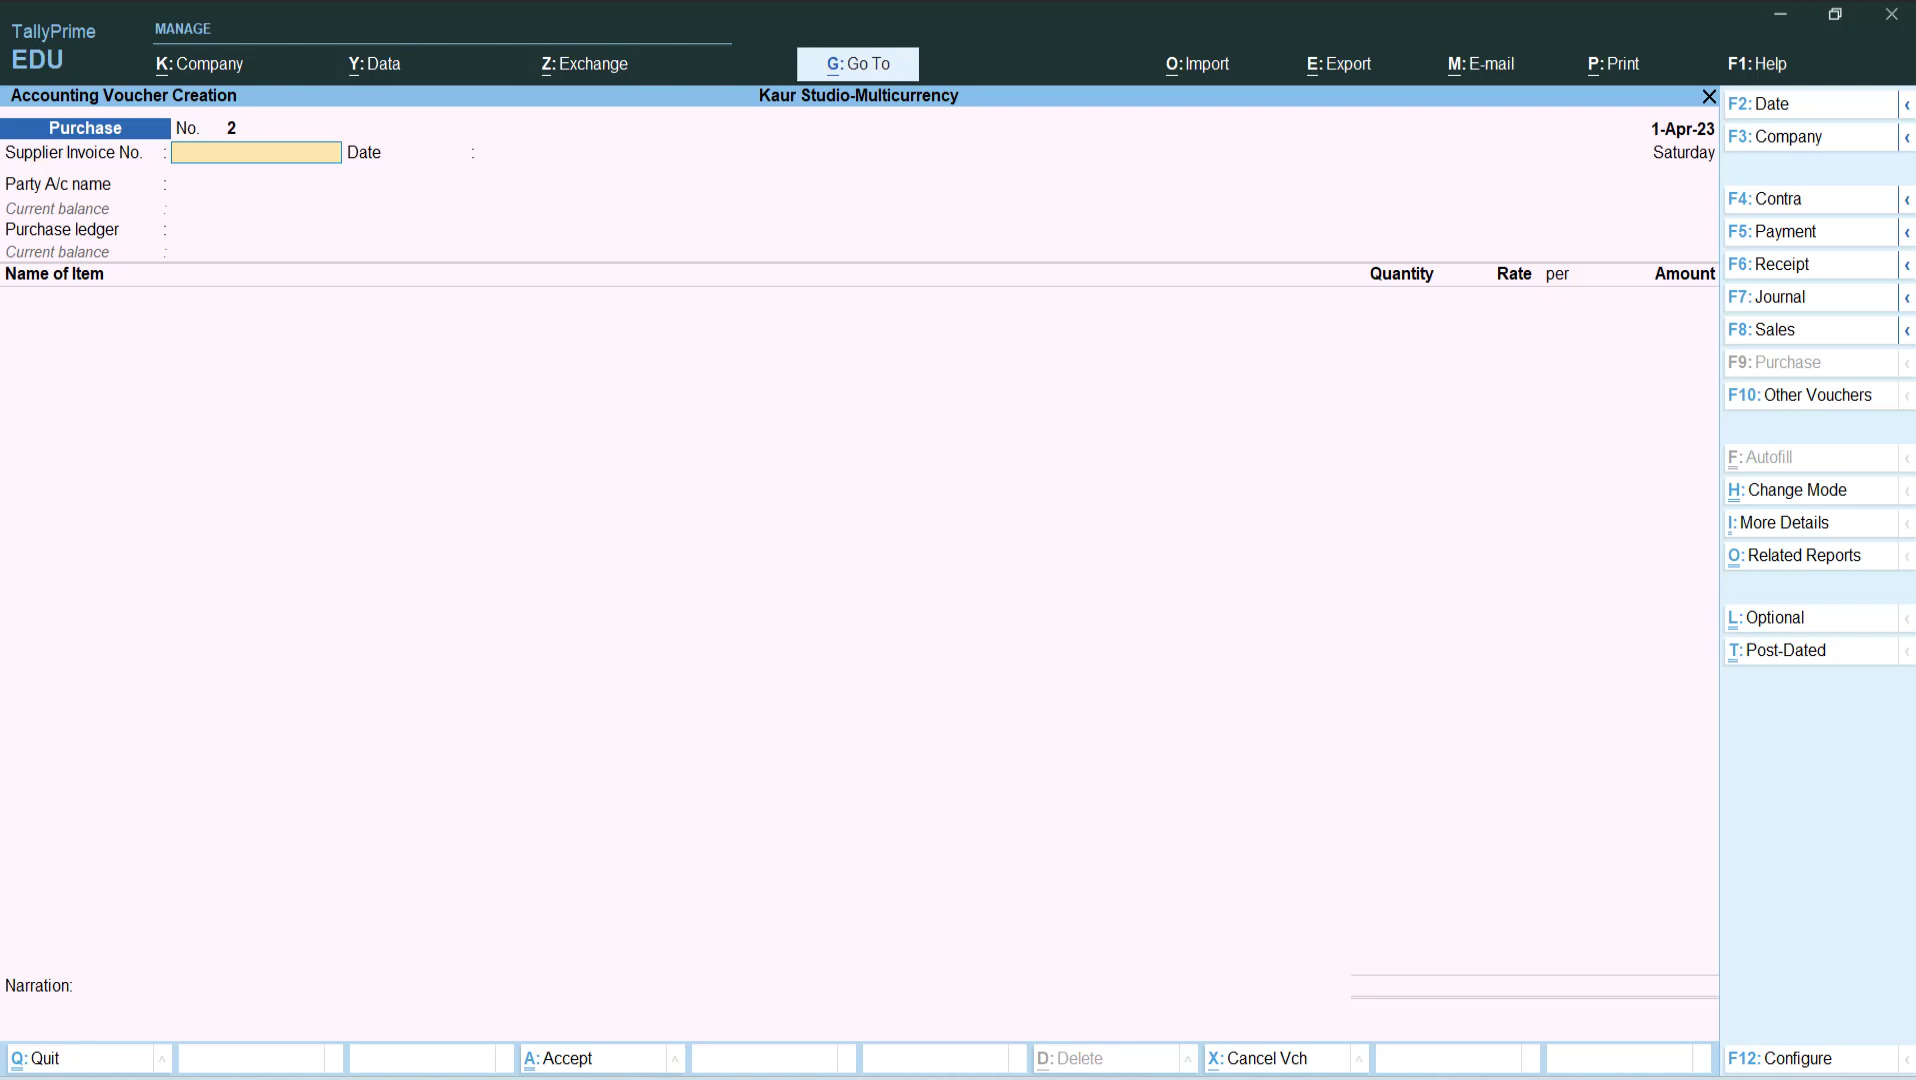 TallyPrime
EDU
MANAGE
K: Company
Y: Data
Z: Exchange
G: Go To
O: Import
E: Export
M: E-mail
P: Print
F1: Help
Accounting Voucher Creation
Kaur Studio-Multicurrency
Purchase No. 2
1-Apr-23
Supplier Invoice No. :
Date :
Saturday
Party A/c name :
Current balance :
Purchase ledger :
Current balance :
Name of Item
Quantity
Rate per
Amount
Narration:
F2: Date
F3: Company
F4: Contra
F5: Payment
F6: Receipt
F7: Journal
F8: Sales
F9: Purchase
F10: Other Vouchers
F: Autofill
H: Change Mode
I: More Details
O: Related Reports
L: Optional
T: Post-Dated
Q: Quit
A: Accept
D: Delete
X: Cancel Vch
F12: Configure